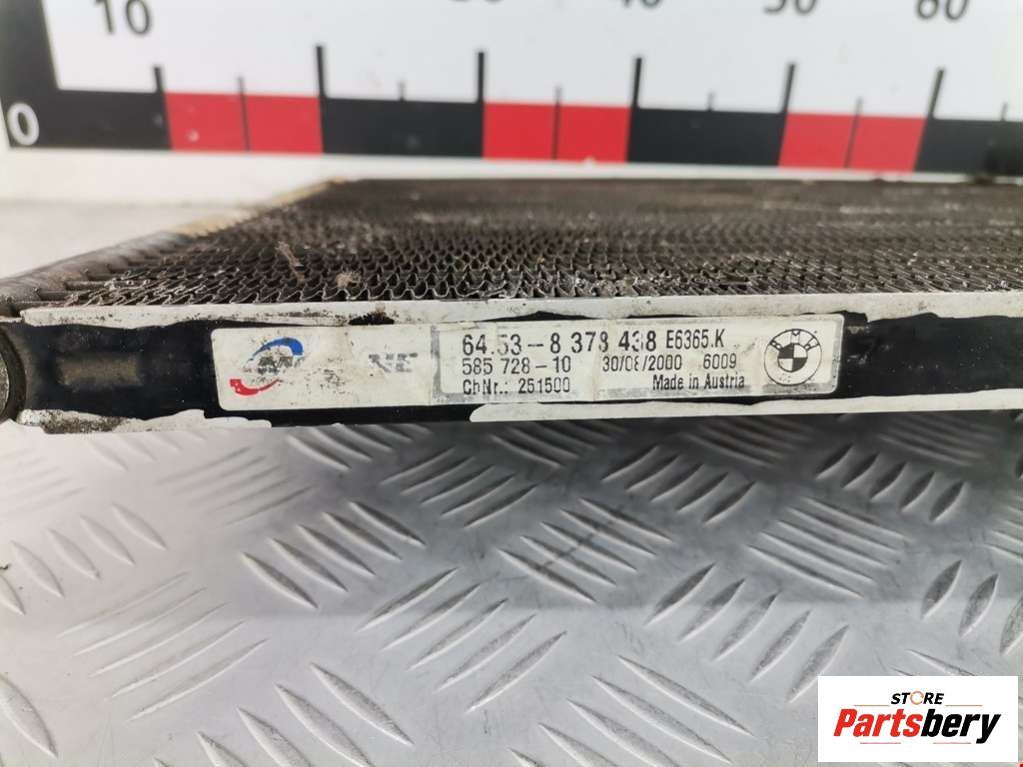 10 30 40 50 60
0
64.53-8 378 438 E6365.K
585 728-10 30/08/2000 6009
ChNr.: 251500 Made in Austria
BMW
STORE
Partsbery